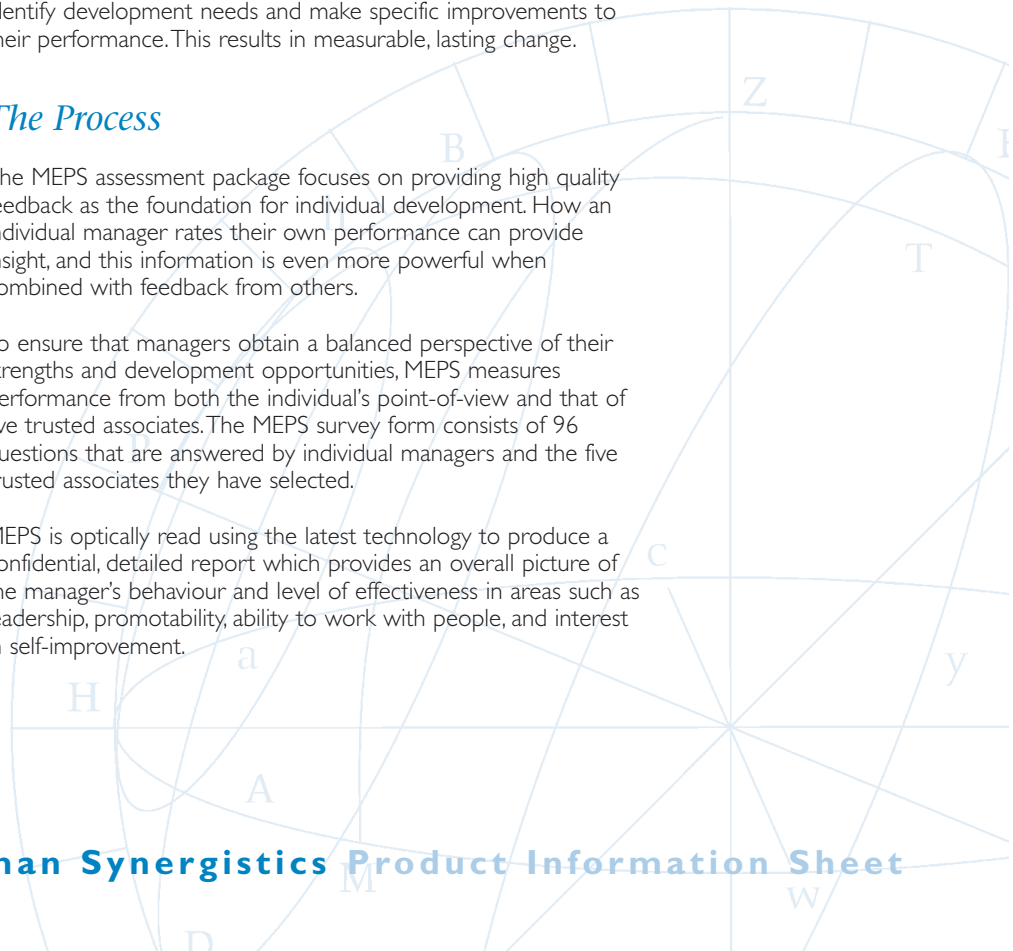 dentify development needs and make specific improvements to
heir performance. This results in measurable, lasting change.
The Process
he MEPS assessment package focuses on providing high quality
eedback as the foundation for individual development. How an
ndividual manager rates their own performance can provide
nsight, and this information is even more powerful when
ombined with feedback from others.
o ensure that managers obtain a balanced perspective of their
trengths and development opportunities, MEPS measures
erformance from both the individual's point-of-view and that of
ve trusted associates. The MEPS survey form consists of 96
uestions that are answered by individual managers and the five
rusted associates they have selected.
MEPS is optically read using the latest technology to produce a
onfidential, detailed report which provides an overall picture of
he manager's behaviour and level of effectiveness in areas such as
eadership, promotability, ability to work with people, and interest
n self-improvement.
man Synergistics Product Information Sheet
Z
B
T
P
c
a
y
H
A
M
w
D